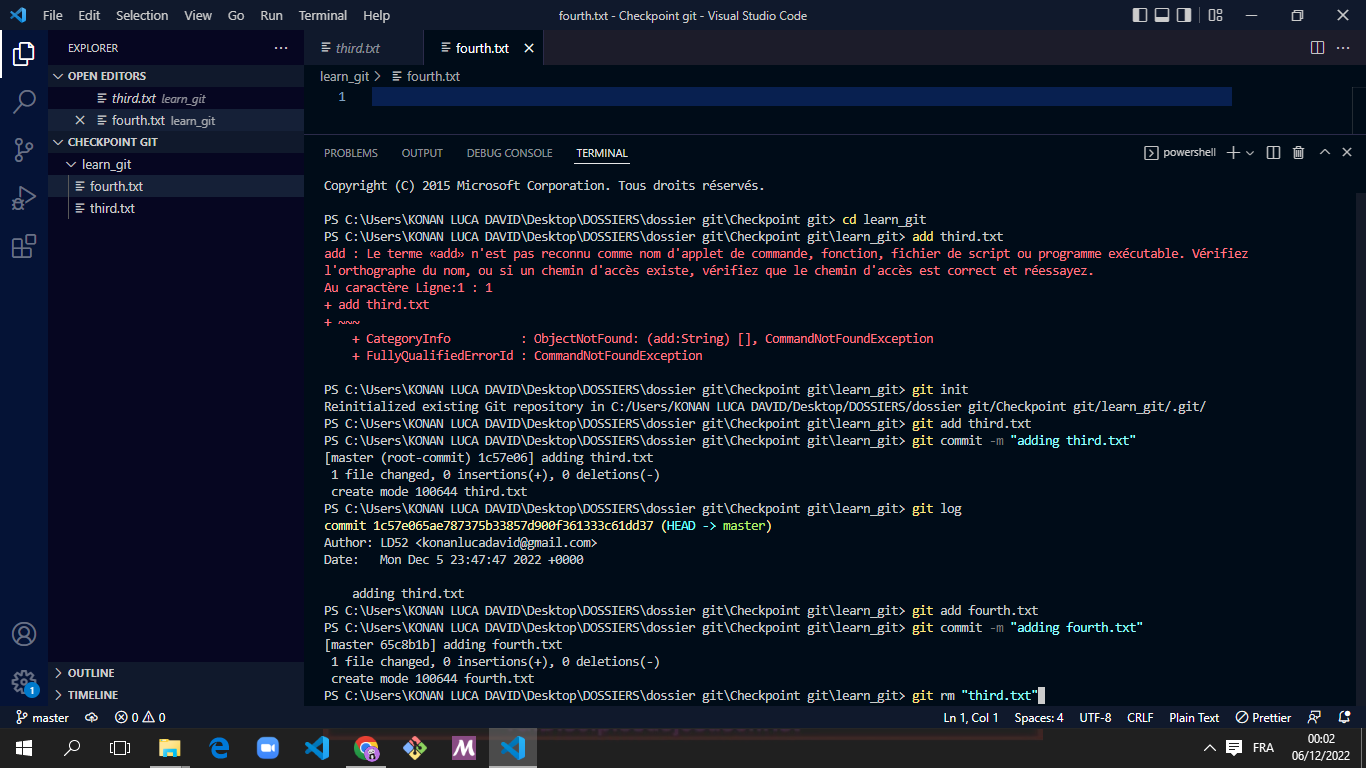 File Edit Selection View Go Run Terminal Help
fourth.txt - Checkpoint git - Visual Studio Code
EXPLORER
OPEN EDITORS
third.txt learn_git
fourth.txt learn_git
CHECKPOINT GIT
learn_git
fourth.txt
third.txt
OUTLINE
TIMELINE
third.txt
fourth.txt
learn_git > fourth.txt
1
PROBLEMS OUTPUT DEBUG CONSOLE TERMINAL
powershell
Copyright (C) 2015 Microsoft Corporation. Tous droits réservés.
PS C:\Users\KONAN LUCA DAVID\Desktop\DOSSIERS\dossier git\Checkpoint git> cd learn_git
PS C:\Users\KONAN LUCA DAVID\Desktop\DOSSIERS\dossier git\Checkpoint git\learn_git> add third.txt
add : Le terme «add» n'est pas reconnu comme nom d'applet de commande, fonction, fichier de script ou programme exécutable. Vérifiez
l'orthographe du nom, ou si un chemin d'accès existe, vérifiez que le chemin d'accès est correct et réessayez.
Au caractère Ligne:1 : 1
+ add third.txt
+ ~~~
+ CategoryInfo : ObjectNotFound: (add:String) [], CommandNotFoundException
+ FullyQualifiedErrorId : CommandNotFoundException
PS C:\Users\KONAN LUCA DAVID\Desktop\DOSSIERS\dossier git\Checkpoint git\learn_git> git init
Reinitialized existing Git repository in C:/Users/KONAN LUCA DAVID/Desktop/DOSSIERS/dossier git/Checkpoint git/learn_git/.git/
PS C:\Users\KONAN LUCA DAVID\Desktop\DOSSIERS\dossier git\Checkpoint git\learn_git> git add third.txt
PS C:\Users\KONAN LUCA DAVID\Desktop\DOSSIERS\dossier git\Checkpoint git\learn_git> git commit -m "adding third.txt"
[master (root-commit) 1c57e06] adding third.txt
1 file changed, 0 insertions(+), 0 deletions(-)
create mode 100644 third.txt
PS C:\Users\KONAN LUCA DAVID\Desktop\DOSSIERS\dossier git\Checkpoint git\learn_git> git log
commit 1c57e065ae787375b33857d900f361333c61dd37 (HEAD -> master)
Author: LD52 <konanlucadavid@gmail.com>
Date: Mon Dec 5 23:47:47 2022 +0000
adding third.txt
PS C:\Users\KONAN LUCA DAVID\Desktop\DOSSIERS\dossier git\Checkpoint git\learn_git> git add fourth.txt
PS C:\Users\KONAN LUCA DAVID\Desktop\DOSSIERS\dossier git\Checkpoint git\learn_git> git commit -m "adding fourth.txt"
[master 65c8b1b] adding fourth.txt
1 file changed, 0 insertions(+), 0 deletions(-)
create mode 100644 fourth.txt
PS C:\Users\KONAN LUCA DAVID\Desktop\DOSSIERS\dossier git\Checkpoint git\learn_git> git rm "third.txt"
1
master 0 0
Ln 1, Col 1 Spaces: 4 UTF-8 CRLF Plain Text Prettier
FRA
00:02
06/12/2022